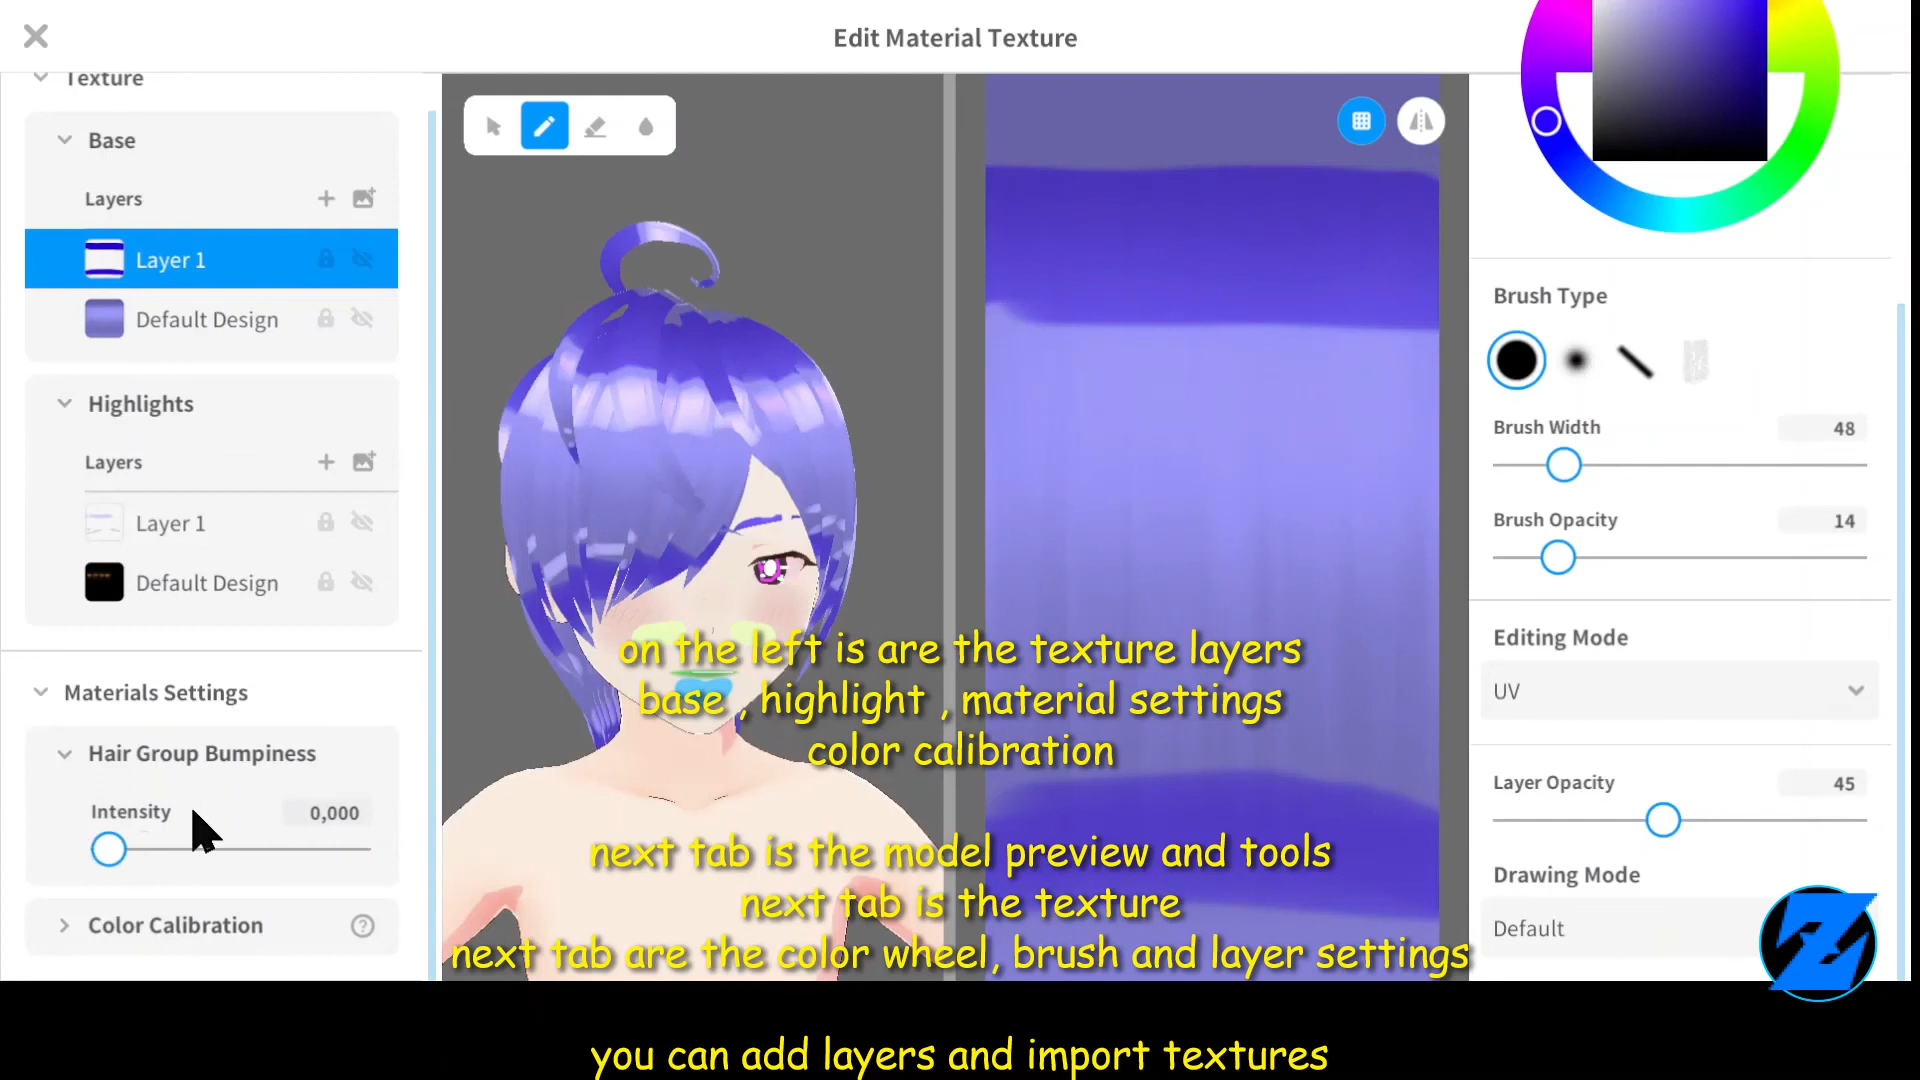 Edit Material Texture
Texture
Base
Layers
Layer 1
Default Design
Highlights
Layers
Layer 1
Default Design
Materials Settings
Hair Group Bumpiness
Intensity 0,000
Color Calibration ?
Brush Type
Brush Width 48
Brush Opacity 14
Editing Mode
UV
Layer Opacity 45
Drawing Mode
Default
on the left is are the texture layers
base , highlight , material settings
color calibration
next tab is the model preview and tools
next tab is the texture
next tab are the color wheel, brush and layer settings
you can add layers and import textures